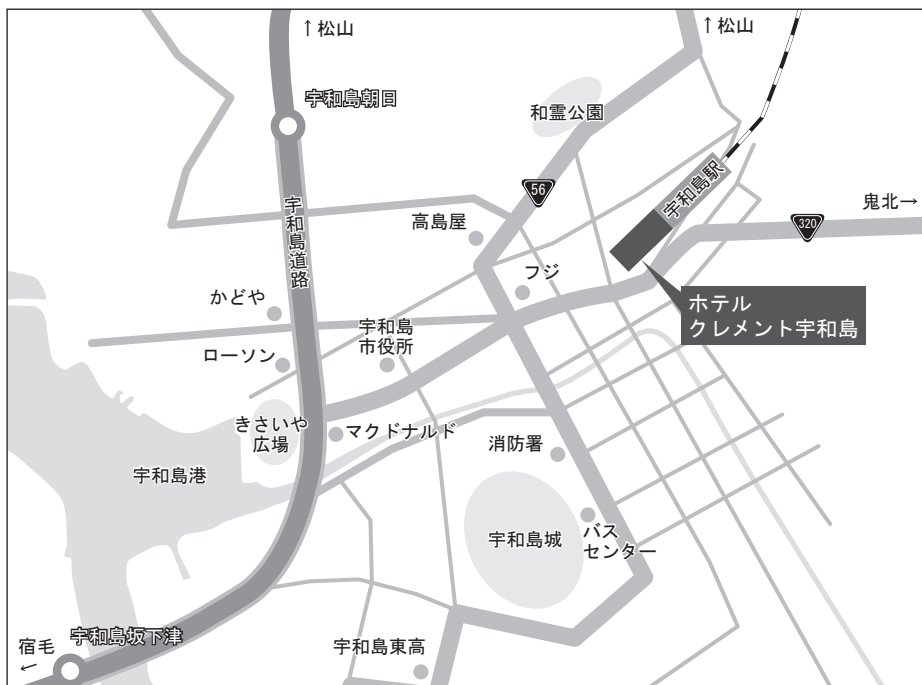 ↑松山
↑松山
宇和島朝日
和霊公園
56
宇和島駅
宇和島道路
高島屋
鬼北→
320
フジ
かどや
ホテル
クレメント宇和島
宇和島
市役所
ローソン
きさいや
広場
マクドナルド
消防署
宇和島港
宇和島城
バス
センター
宿毛
←
宇和島坂下津
宇和島東高